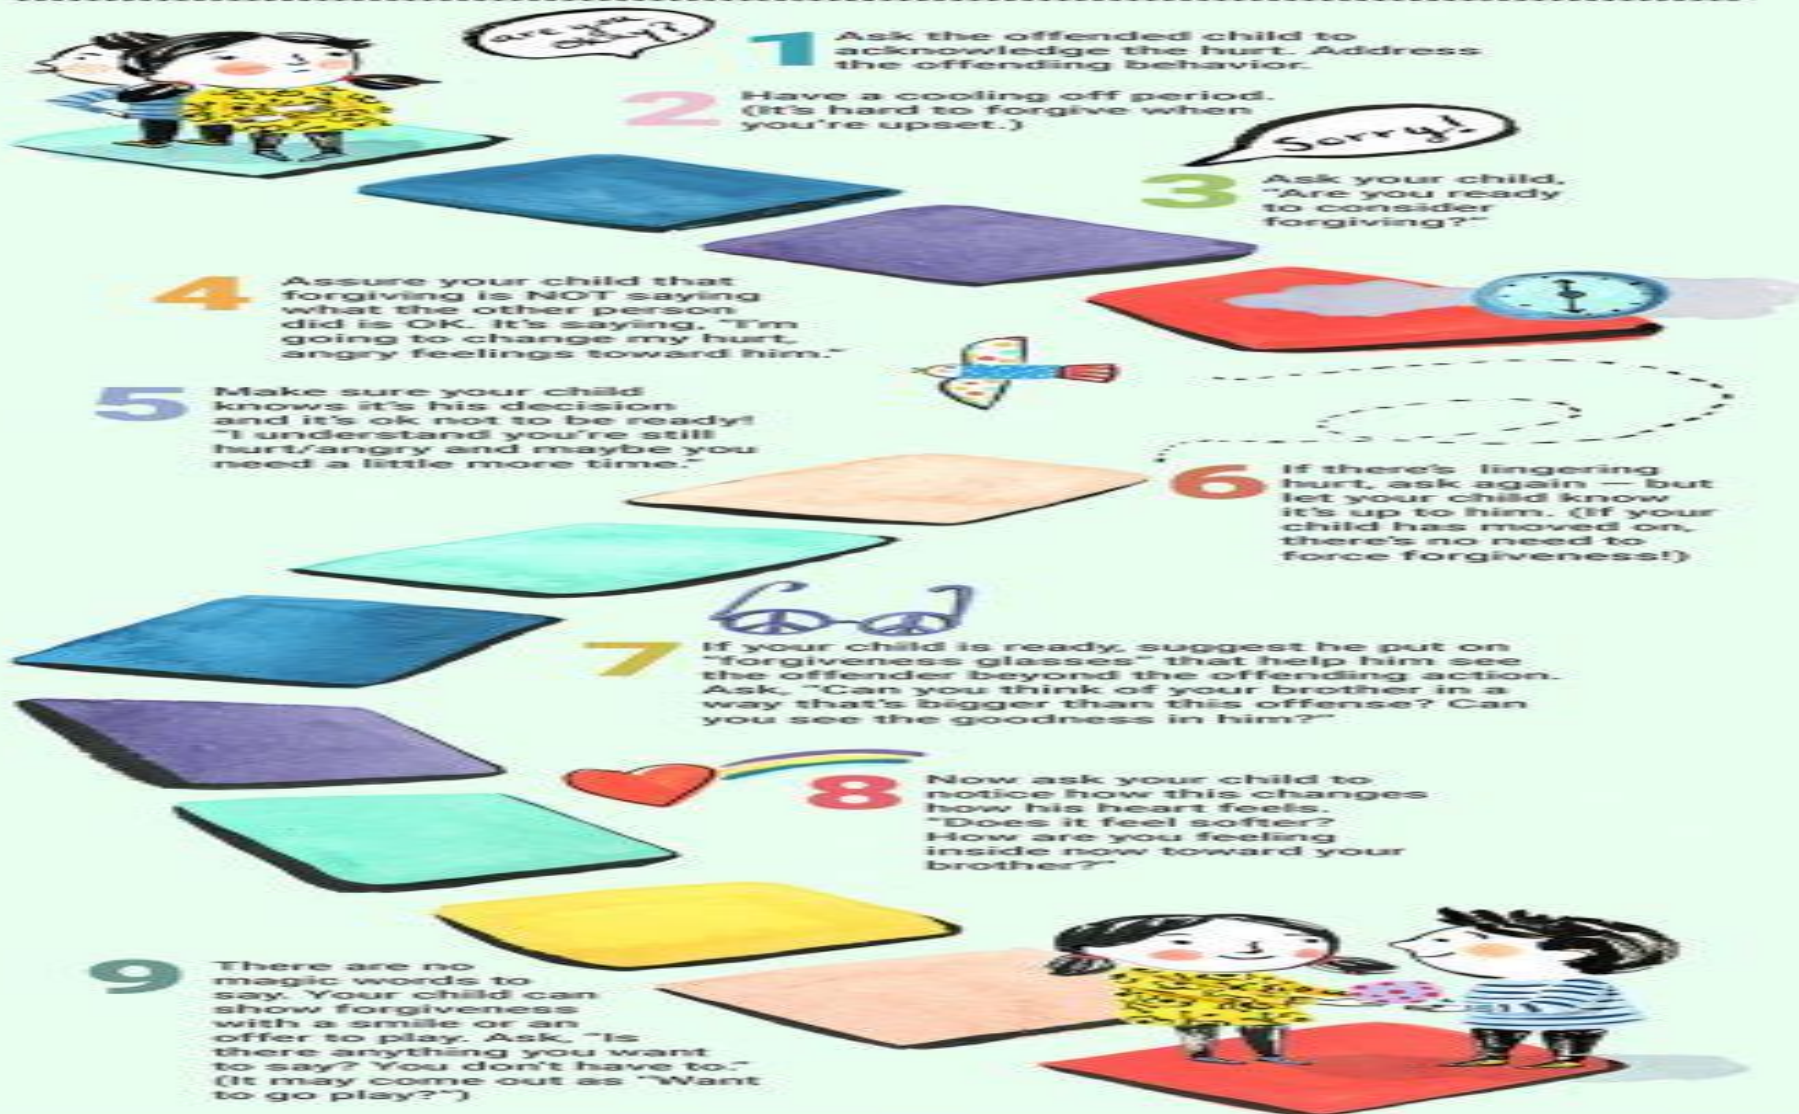 are you
okay?
1
Ask the offended child to
acknowledge the hurt. Address
the offending behavior.
2
Have a cooling off period.
(It's hard to forgive when
you're upset.)
Sorry!
3
Ask your child,
"Are you ready
to consider
forgiving?"
4
Assure your child that
forgiving is NOT saying
what the other person
did is OK. It's saying, "I'm
going to change my hurt,
angry feelings toward him."
5
Make sure your child
knows it's his decision
and it's ok not to be ready!
"I understand you're still
hurt/angry and maybe you
need a little more time."
6
If there's lingering
hurt, ask again — but
let your child know
it's up to him. (If your
child has moved on,
there's no need to
force forgiveness!)
7
If your child is ready, suggest he put on
"forgiveness glasses" that help him see
the offender beyond the offending action.
Ask, "Can you think of your brother in a
way that's bigger than this offense? Can
you see the goodness in him?"
8
Now ask your child to
notice how this changes
how his heart feels.
"Does it feel softer?
How are you feeling
inside now toward your
brother?"
9
There are no
magic words to
say. Your child can
show forgiveness
with a smile or an
offer to play. Ask, "Is
there anything you want
to say? You don't have to."
(It may come out as "Want
to go play?")